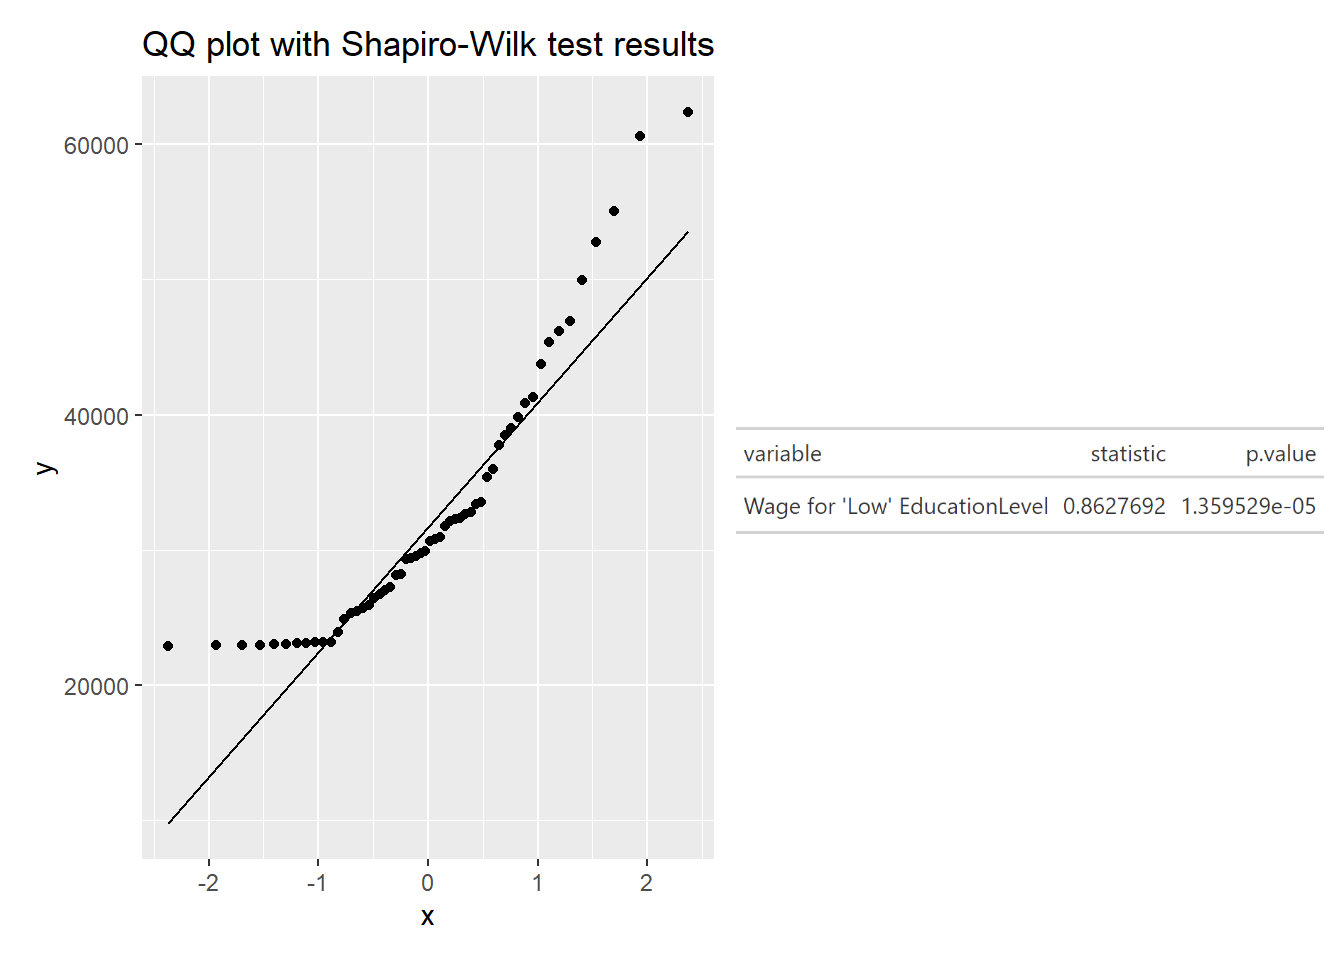 QQ plot with Shapiro-Wilk test results
60000
40000
20000
y
-2 -1 0 1 2
x
variable statistic p.value
Wage for 'Low' EducationLevel 0.8627692 1.359529e-05